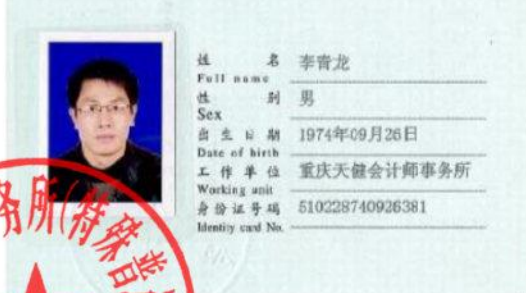 姓 名 李青龙
Full name
性 别 男
Sex
出生日期 1974年09月26日
Date of birth
工作单位 重庆天健会计师事务所
Working unit
身份证号码 510228740926381
Identity card No.
务所(特殊普